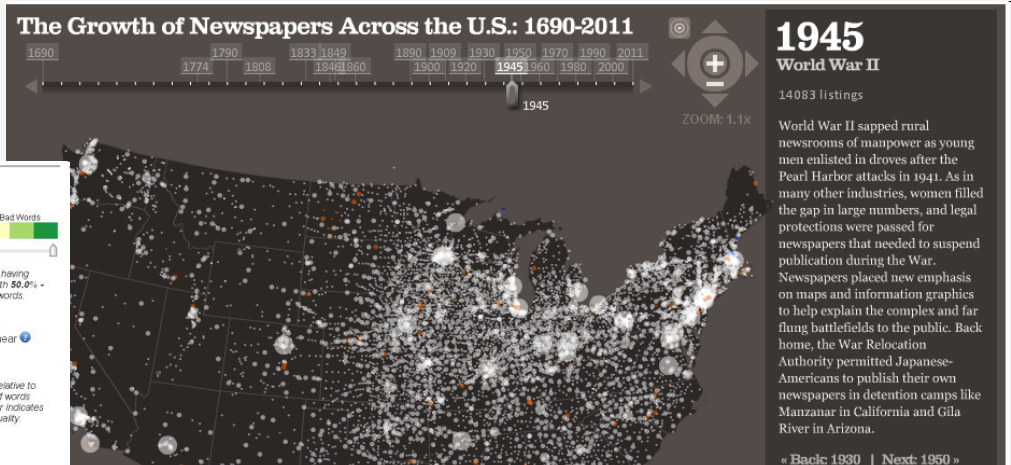 The Growth of Newspapers Across the U.S.: 1690-2011
1690 1790 1833 1849 1890 1909 1930 1950 1970 1990 2011
1774 1808 1846 1860 1900 1920 1945 1960 1980 2000
1945
ZOOM: 1.1x
1945
World War II
14083 listings
World War II sapped rural
newsrooms of manpower as young
men enlisted in droves after the
Pearl Harbor attacks in 1941. As in
many other industries, women filled
the gap in large numbers, and legal
protections were passed for
newspapers that needed to suspend
publication during the War.
Newspapers placed new emphasis
on maps and information graphics
to help explain the complex and far
flung battlefields to the public. Back
home, the War Relocation
Authority permitted Japanese-
Americans to publish their own
newspapers in detention camps like
Manzanar in California and Gila
River in Arizona.
« Back: 1930 | Next: 1950 »
Bad Words
having
th 50.0% -
words.
near
elative to
f words
r indicates
uality.